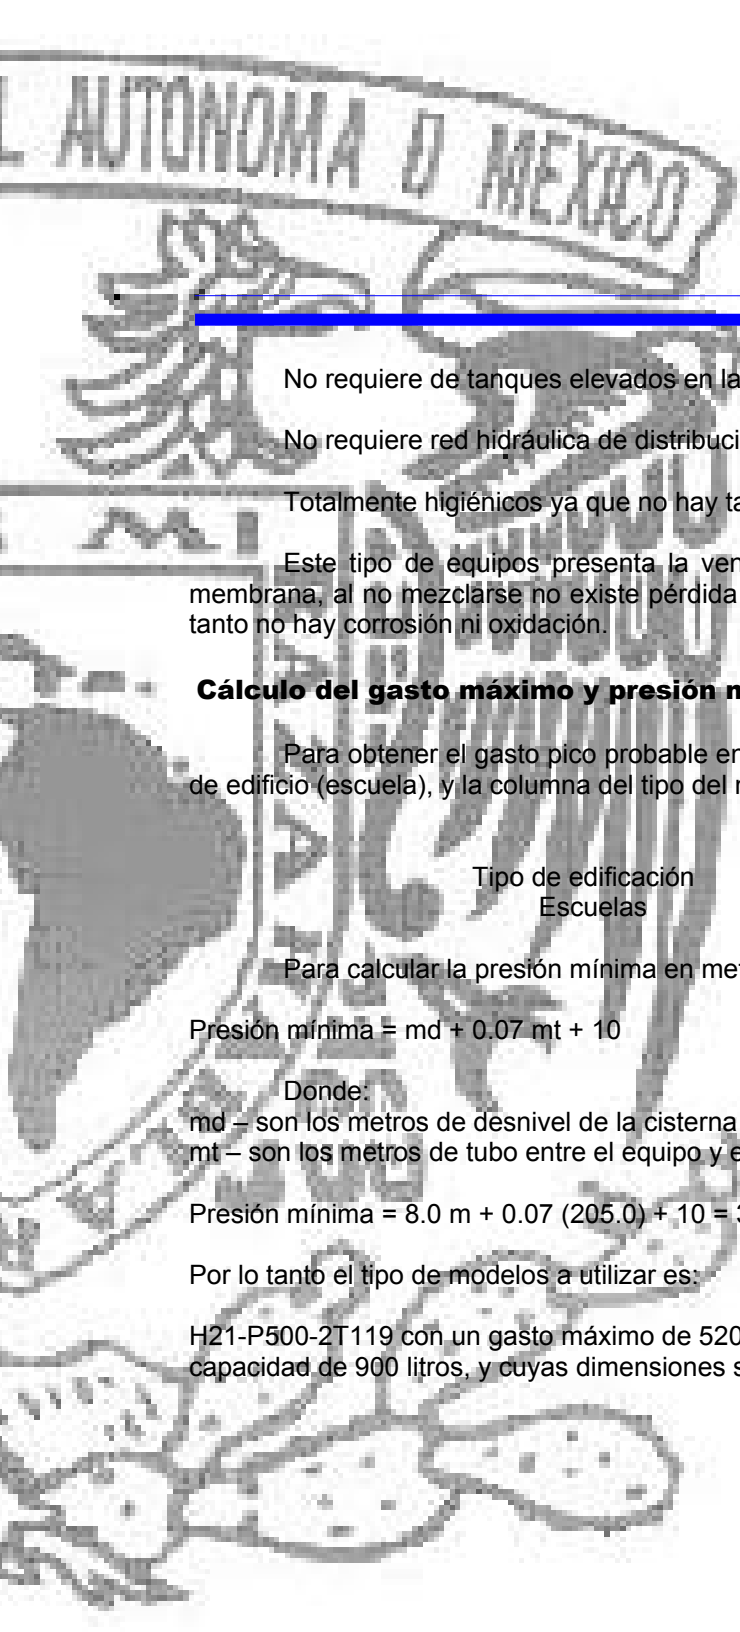 L AUTONOMA D MEXICO
No requiere de tanques elevados en la
No requiere red hidráulica de distribuci
Totalmente higiénicos ya que no hay ta
Este tipo de equipos presenta la ven
membrana, al no mezclarse no existe pérdida
tanto no hay corrosión ni oxidación.
Cálculo del gasto máximo y presión m
Para obtener el gasto pico probable en
de edificio (escuela), y la columna del tipo del r
Tipo de edificación
Escuelas
Para calcular la presión mínima en met
Presión mínima = md + 0.07 mt + 10
Donde:
md – son los metros de desnivel de la cisterna
mt – son los metros de tubo entre el equipo y e
Presión mínima = 8.0 m + 0.07 (205.0) + 10 = 3
Por lo tanto el tipo de modelos a utilizar es:
H21-P500-2T119 con un gasto máximo de 520
capacidad de 900 litros, y cuyas dimensiones s